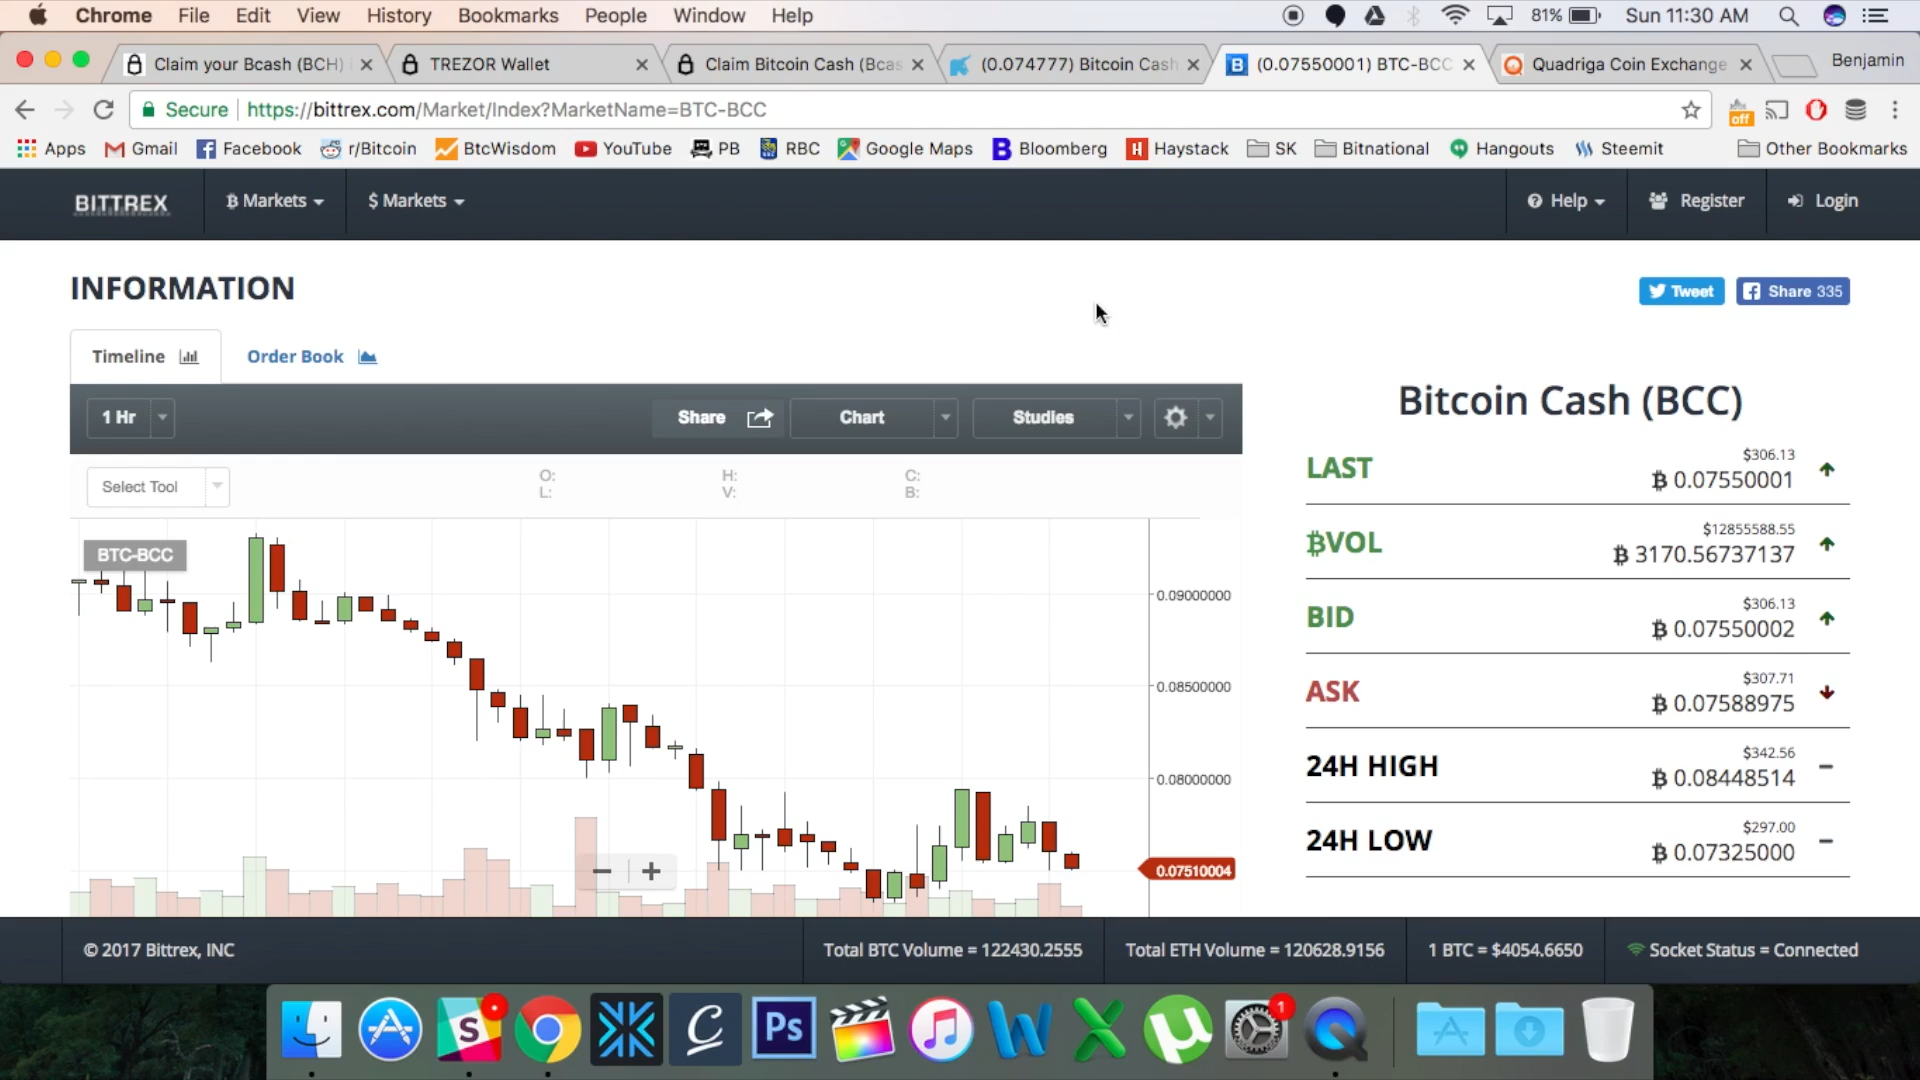 Chrome File Edit View History Bookmarks People Window Help 81% Sun 11:30 AM
Claim your Bcash (BCH) TREZOR Wallet Claim Bitcoin Cash (Bcas (0.074777) Bitcoin Cash (0.07550001) BTC-BCC Quadriga Coin Exchange Benjamin
Secure https://bittrex.com/Market/Index?MarketName=BTC-BCC off
Apps Gmail Facebook r/Bitcoin BtcWisdom YouTube PB RBC Google Maps Bloomberg Haystack SK Bitnational Hangouts Steemit Other Bookmarks
BITTREX ₿ Markets $ Markets Help Register Login
INFORMATION
Tweet Share 335
Timeline Order Book
1 Hr Share Chart Studies
Select Tool
O: H: C:
L: V: B:
BTC-BCC
0.09000000
0.08500000
0.08000000
0.07510004
Bitcoin Cash (BCC)
$306.13
LAST ₿ 0.07550001
$12855588.55
₿VOL ₿ 3170.56737137
$306.13
BID ₿ 0.07550002
$307.71
ASK ₿ 0.07588975
$342.56
24H HIGH ₿ 0.08448514
$297.00
24H LOW ₿ 0.07325000
© 2017 Bittrex, INC Total BTC Volume = 122430.2555 Total ETH Volume = 120628.9156 1 BTC = $4054.6650 Socket Status = Connected
S C Ps W X µ 1 Q